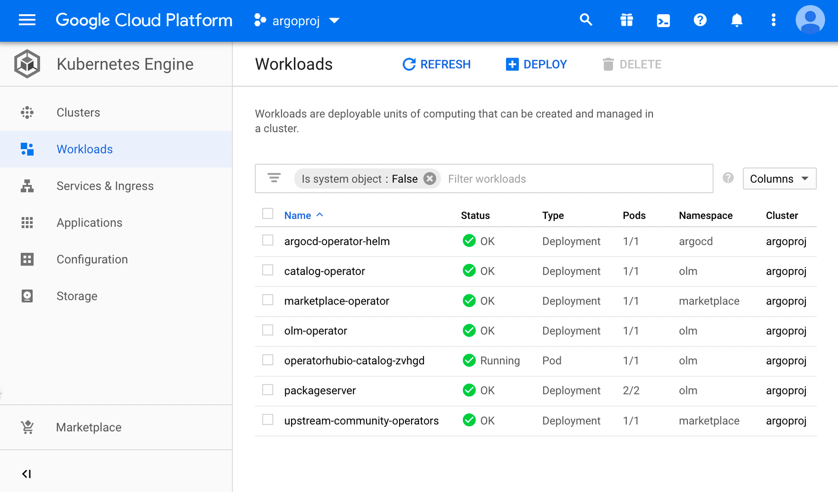 Google Cloud Platform argoproj
Kubernetes Engine
Workloads REFRESH DEPLOY DELETE
Clusters
Workloads
Services & Ingress
Applications
Configuration
Storage
Marketplace
Workloads are deployable units of computing that can be created and managed in
a cluster.
Is system object : False Filter workloads Columns
Name Status Type Pods Namespace Cluster
argocd-operator-helm OK Deployment 1/1 argocd argoproj
catalog-operator OK Deployment 1/1 olm argoproj
marketplace-operator OK Deployment 1/1 marketplace argoproj
olm-operator OK Deployment 1/1 olm argoproj
operatorhubio-catalog-zvhgd Running Pod 1/1 olm argoproj
packageserver OK Deployment 2/2 olm argoproj
upstream-community-operators OK Deployment 1/1 marketplace argoproj